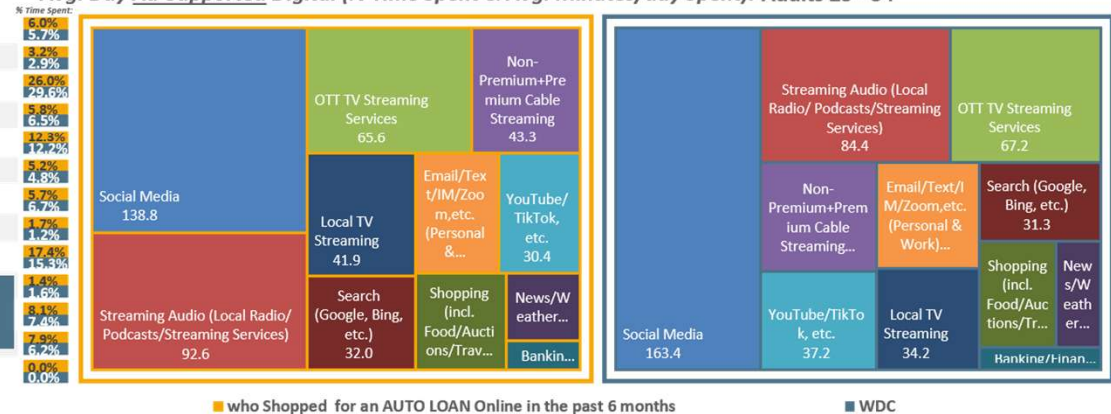 % Time Spent:
6.0%
5.7%
3.2%
2.9%
26.0%
29.6%
5.8%
6.5%
12.3%
12.2%
5.2%
4.8%
5.7%
6.7%
1.7%
1.2%
17.4%
15.3%
1.4%
1.6%
8.1%
7.4%
7.9%
6.2%
0.0%
0.0%
Social Media
138.8
Streaming Audio (Local Radio/
Podcasts/Streaming Services)
92.6
OTT TV Streaming
Services
65.6
Non-
Premium+Pre
mium Cable
Streaming
43.3
Local TV
Streaming
41.9
Email/Tex
t/IM/Zoo
m,etc.
(Personal
&...
YouTube/
TikTok,
etc.
30.4
Search
(Google, Bing,
etc.)
32.0
Shopping
(incl.
Food/Aucti
ons/Trav...
News/W
eather...
Bankin...
Social Media
163.4
Streaming Audio (Local
Radio/ Podcasts/Streaming
Services)
84.4
OTT TV Streaming
Services
67.2
Non-
Premium+Prem
ium Cable
Streaming...
Email/Text/I
M/Zoom,etc.
(Personal &
Work)...
Search (Google,
Bing, etc.)
31.3
YouTube/TikTo
k, etc.
37.2
Local TV
Streaming
34.2
Shopping
(incl.
Food/Auc
tions/Tr...
New
s/W
eath
er...
Banking/Finan...
who Shopped for an AUTO LOAN Online in the past 6 months
WDC